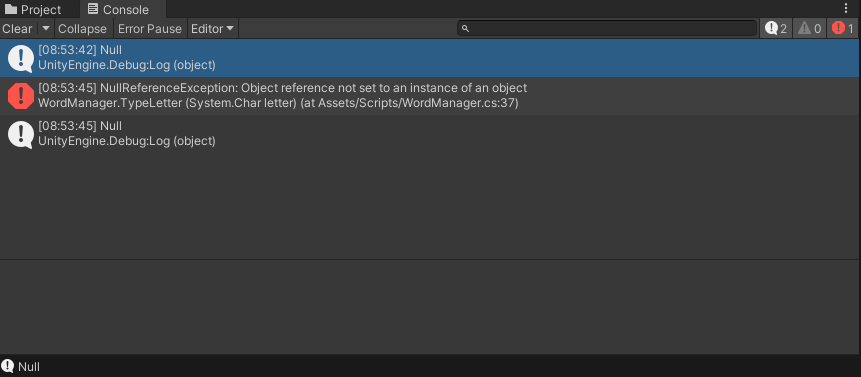 Project
Console
Clear
Collapse
Error Pause
Editor
2
0
1
[08:53:42] Null
UnityEngine.Debug:Log (object)
[08:53:45] NullReferenceException: Object reference not set to an instance of an object
WordManager.TypeLetter (System.Char letter) (at Assets/Scripts/WordManager.cs:37)
[08:53:45] Null
UnityEngine.Debug:Log (object)
Null